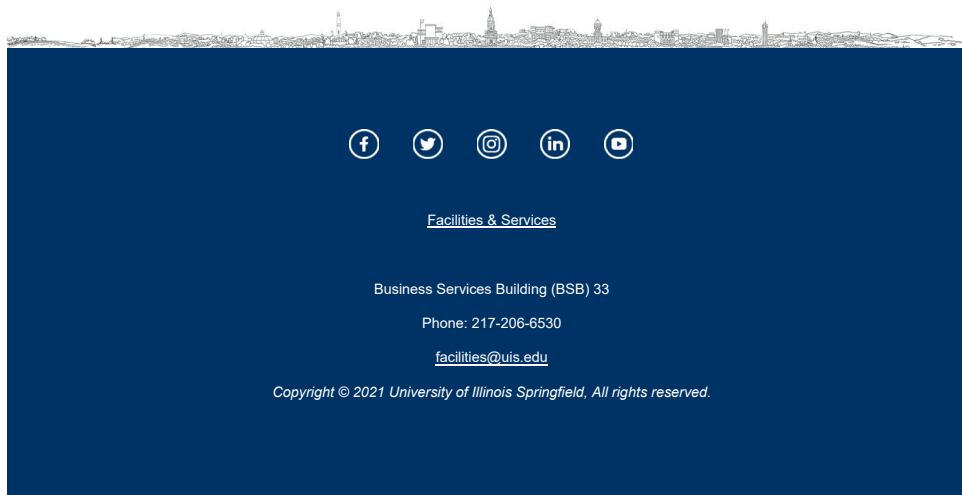 Facilities & Services
Business Services Building (BSB) 33
Phone: 217-206-6530
facilities@uis.edu
Copyright © 2021 University of Illinois Springfield, All rights reserved.